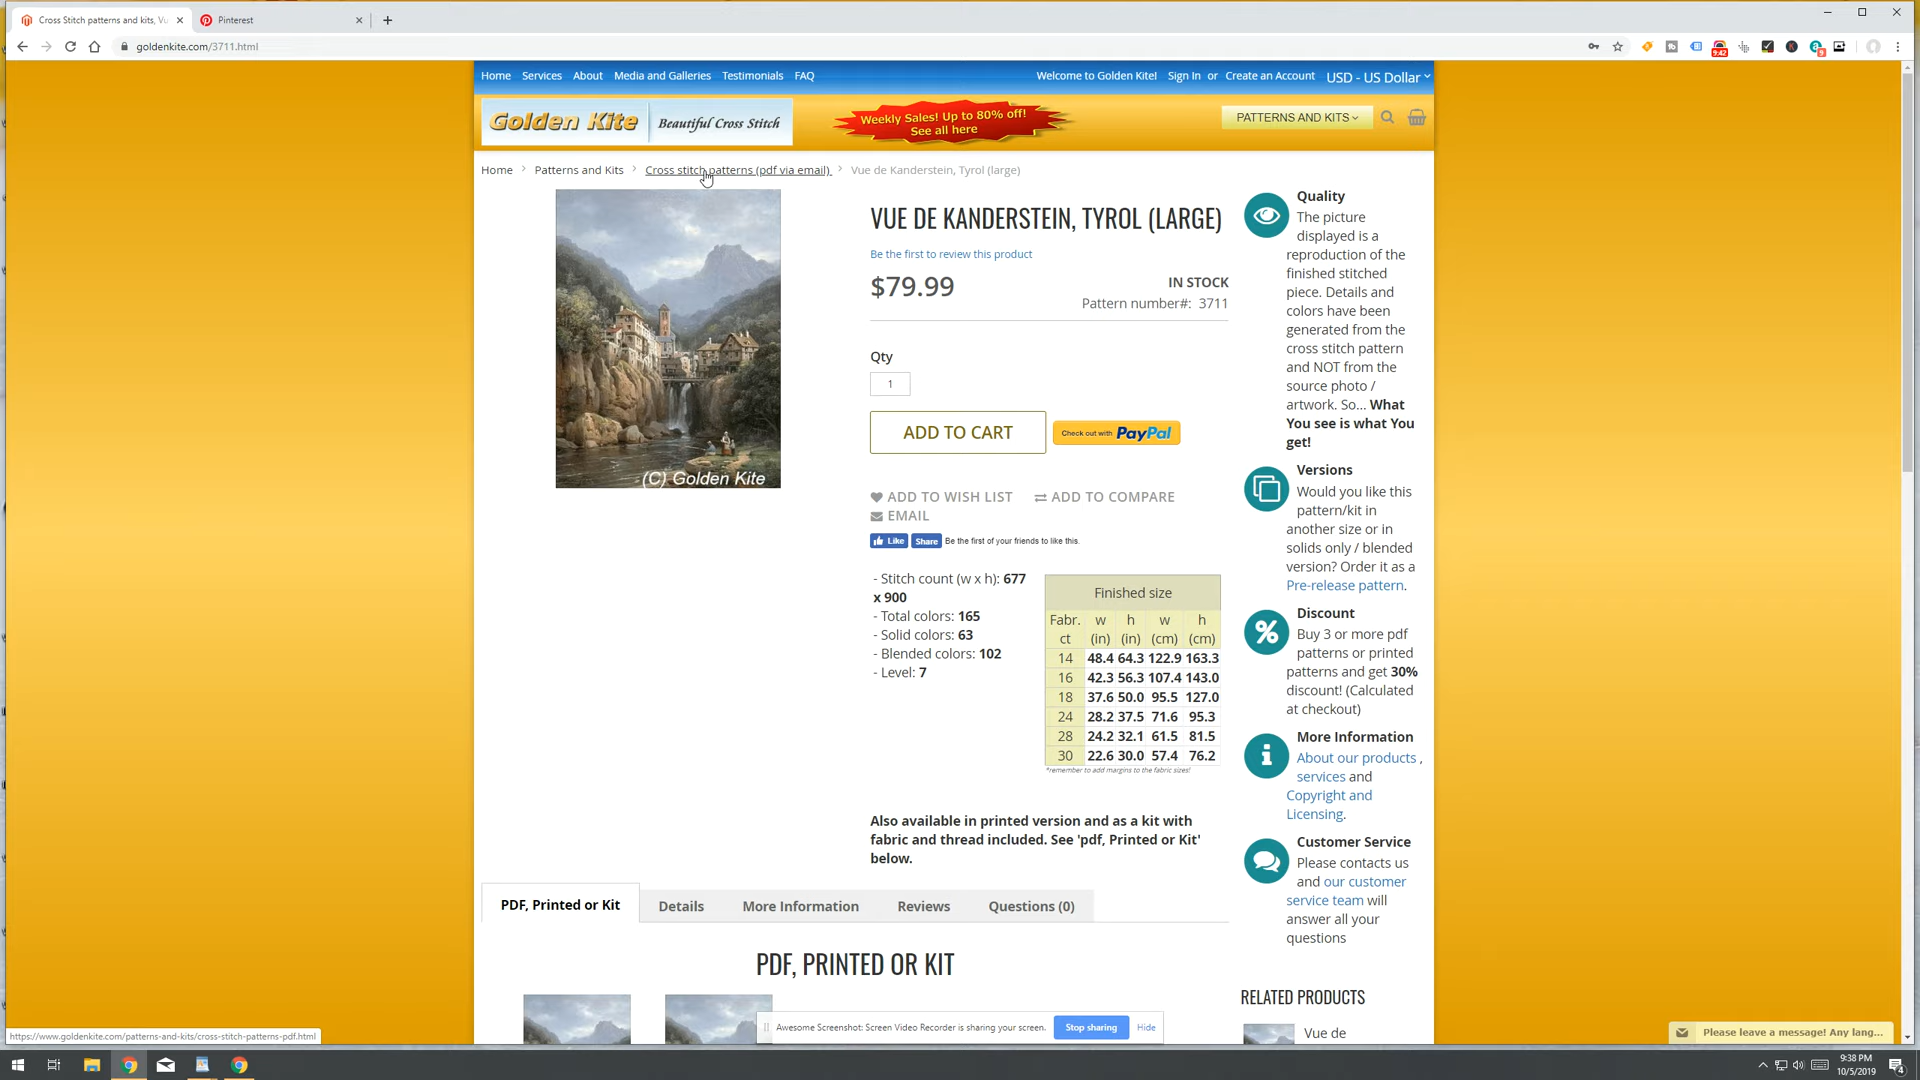 Cross Stitch patterns and kits, Vu
Pinterest
goldenkite.com/3711.html
9:42
9
Home Services About Media and Galleries Testimonials FAQ
Welcome to Golden Kite! Sign In or Create an Account USD - US Dollar
Golden Kite Beautiful Cross Stitch
Weekly Sales! Up to 80% off!
See all here
PATTERNS AND KITS
Home > Patterns and Kits > Cross stitch patterns (pdf via email) > Vue de Kanderstein, Tyrol (large)
(C) Golden Kite
VUE DE KANDERSTEIN, TYROL (LARGE)
Be the first to review this product
$79.99
IN STOCK
Pattern number#: 3711
Qty
1
ADD TO CART
Check out with PayPal
ADD TO WISH LIST
ADD TO COMPARE
EMAIL
Like Share Be the first of your friends to like this.
- Stitch count (w x h): 677
x 900
- Total colors: 165
- Solid colors: 63
- Blended colors: 102
- Level: 7
Finished size
Fabr. w h w h
ct (in) (in) (cm) (cm)
14 48.4 64.3 122.9 163.3
16 42.3 56.3 107.4 143.0
18 37.6 50.0 95.5 127.0
24 28.2 37.5 71.6 95.3
28 24.2 32.1 61.5 81.5
30 22.6 30.0 57.4 76.2
*remember to add margins to the fabric sizes!
Also available in printed version and as a kit with
fabric and thread included. See 'pdf, Printed or Kit'
below.
Quality
The picture
displayed is a
reproduction of the
finished stitched
piece. Details and
colors have been
generated from the
cross stitch pattern
and NOT from the
source photo /
artwork. So... What
You see is what You
get!
Versions
Would you like this
pattern/kit in
another size or in
solids only / blended
version? Order it as a
Pre-release pattern.
Discount
Buy 3 or more pdf
patterns or printed
patterns and get 30%
discount! (Calculated
at checkout)
More Information
About our products ,
services and
Copyright and
Licensing.
Customer Service
Please contacts us
and our customer
service team will
answer all your
questions
PDF, Printed or Kit Details More Information Reviews Questions (0)
PDF, PRINTED OR KIT
RELATED PRODUCTS
Vue de
Awesome Screenshot: Screen Video Recorder is sharing your screen. Stop sharing Hide
https://www.goldenkite.com/patterns-and-kits/cross-stitch-patterns-pdf.html
Please leave a message! Any lang...
9:38 PM
10/5/2019
4